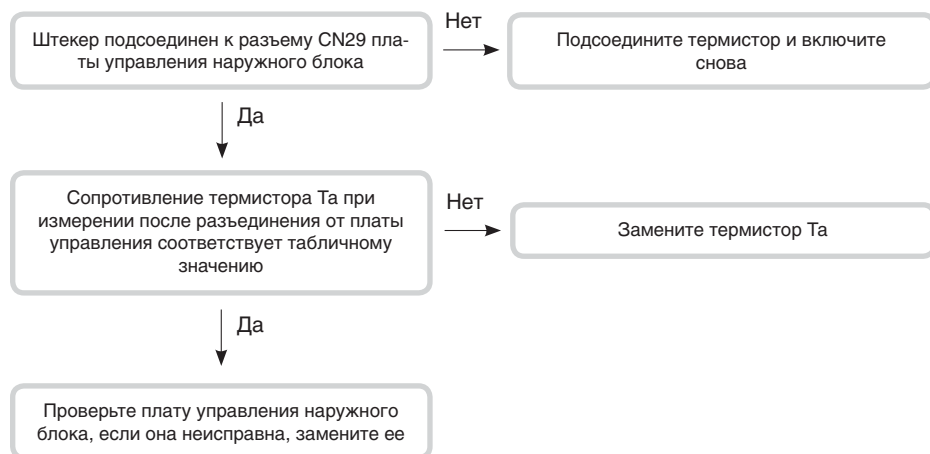 Штекер подсоединен к разъему CN29 пла-
ты управления наружного блока
Нет
Подсоедините термистор и включите
снова
Да
Сопротивление термистора Та при
измерении после разъединения от платы
управления соответствует табличному
значению
Нет
Замените термистор Та
Да
Проверьте плату управления наружного
блока, если она неисправна, замените ее